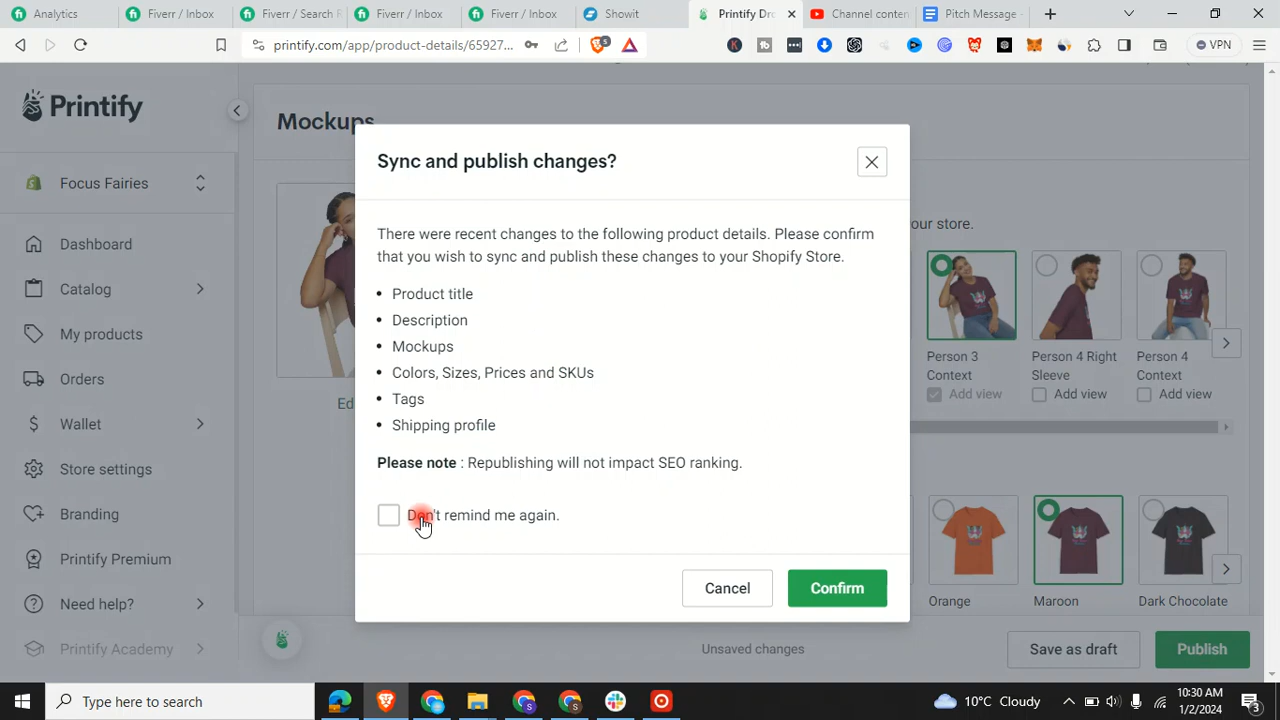 Analytics
Fiverr / Inbox
Fiverr / Search R
Fiverr / Inbox
Fiverr / Inbox
Showit
Printify Dro
Channel conten
Pitch Message
printify.com/app/product-details/65927...
VPN
Printify
Focus Fairies
Dashboard
Catalog
My products
Orders
Wallet
Store settings
Branding
Printify Premium
Need help?
Printify Academy
Mockups
Sync and publish changes?
There were recent changes to the following product details. Please confirm
that you wish to sync and publish these changes to your Shopify Store.
• Product title
• Description
• Mockups
• Colors, Sizes, Prices and SKUs
• Tags
• Shipping profile
Please note : Republishing will not impact SEO ranking.
Don't remind me again.
Cancel
Confirm
our store.
Person 3
Context
Add view
Person 4 Right
Sleeve
Add view
Person 4
Context
Add view
Orange
Maroon
Dark Chocolate
Ed
Unsaved changes
Save as draft
Publish
Type here to search
10°C Cloudy
10:30 AM
1/2/2024
3